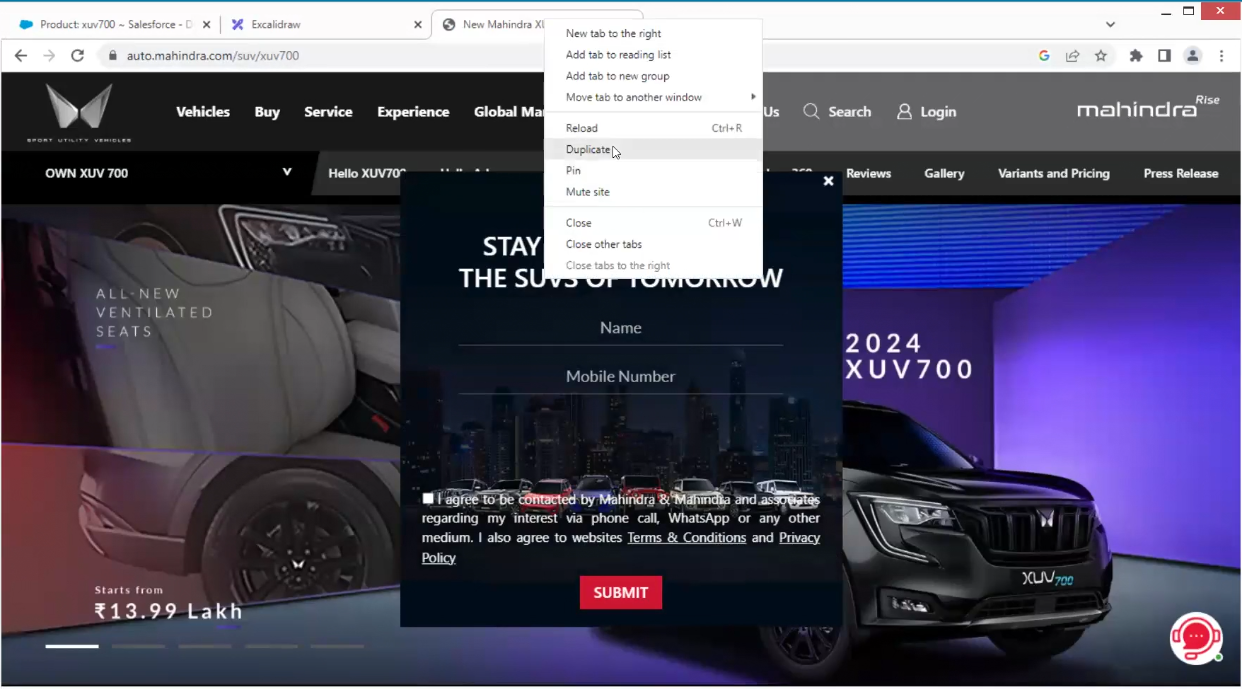 Product: xuv700 ~ Salesforce - D
Excalidraw
New Mahindra XU
auto.mahindra.com/suv/xuv700
New tab to the right
Add tab to reading list
Add tab to new group
Move tab to another window
Reload Ctrl+R
Duplicate
Pin
Mute site
Close Ctrl+W
Close other tabs
Close tabs to the right
SPORT UTILITY VEHICLES
Vehicles Buy Service Experience Global Ma Us Search Login
mahindra Rise
OWN XUV 700 Hello XUV700 360 Reviews Gallery Variants and Pricing Press Release
STAY
THE SUVS OF TOMORROW
Name
Mobile Number
I agree to be contacted by Mahindra & Mahindra and associates
regarding my interest via phone call, WhatsApp or any other
medium. I also agree to websites Terms & Conditions and Privacy
Policy
SUBMIT
ALL-NEW
VENTILATED
SEATS
Starts from
₹13.99 Lakh
2024
XUV700
XUV700